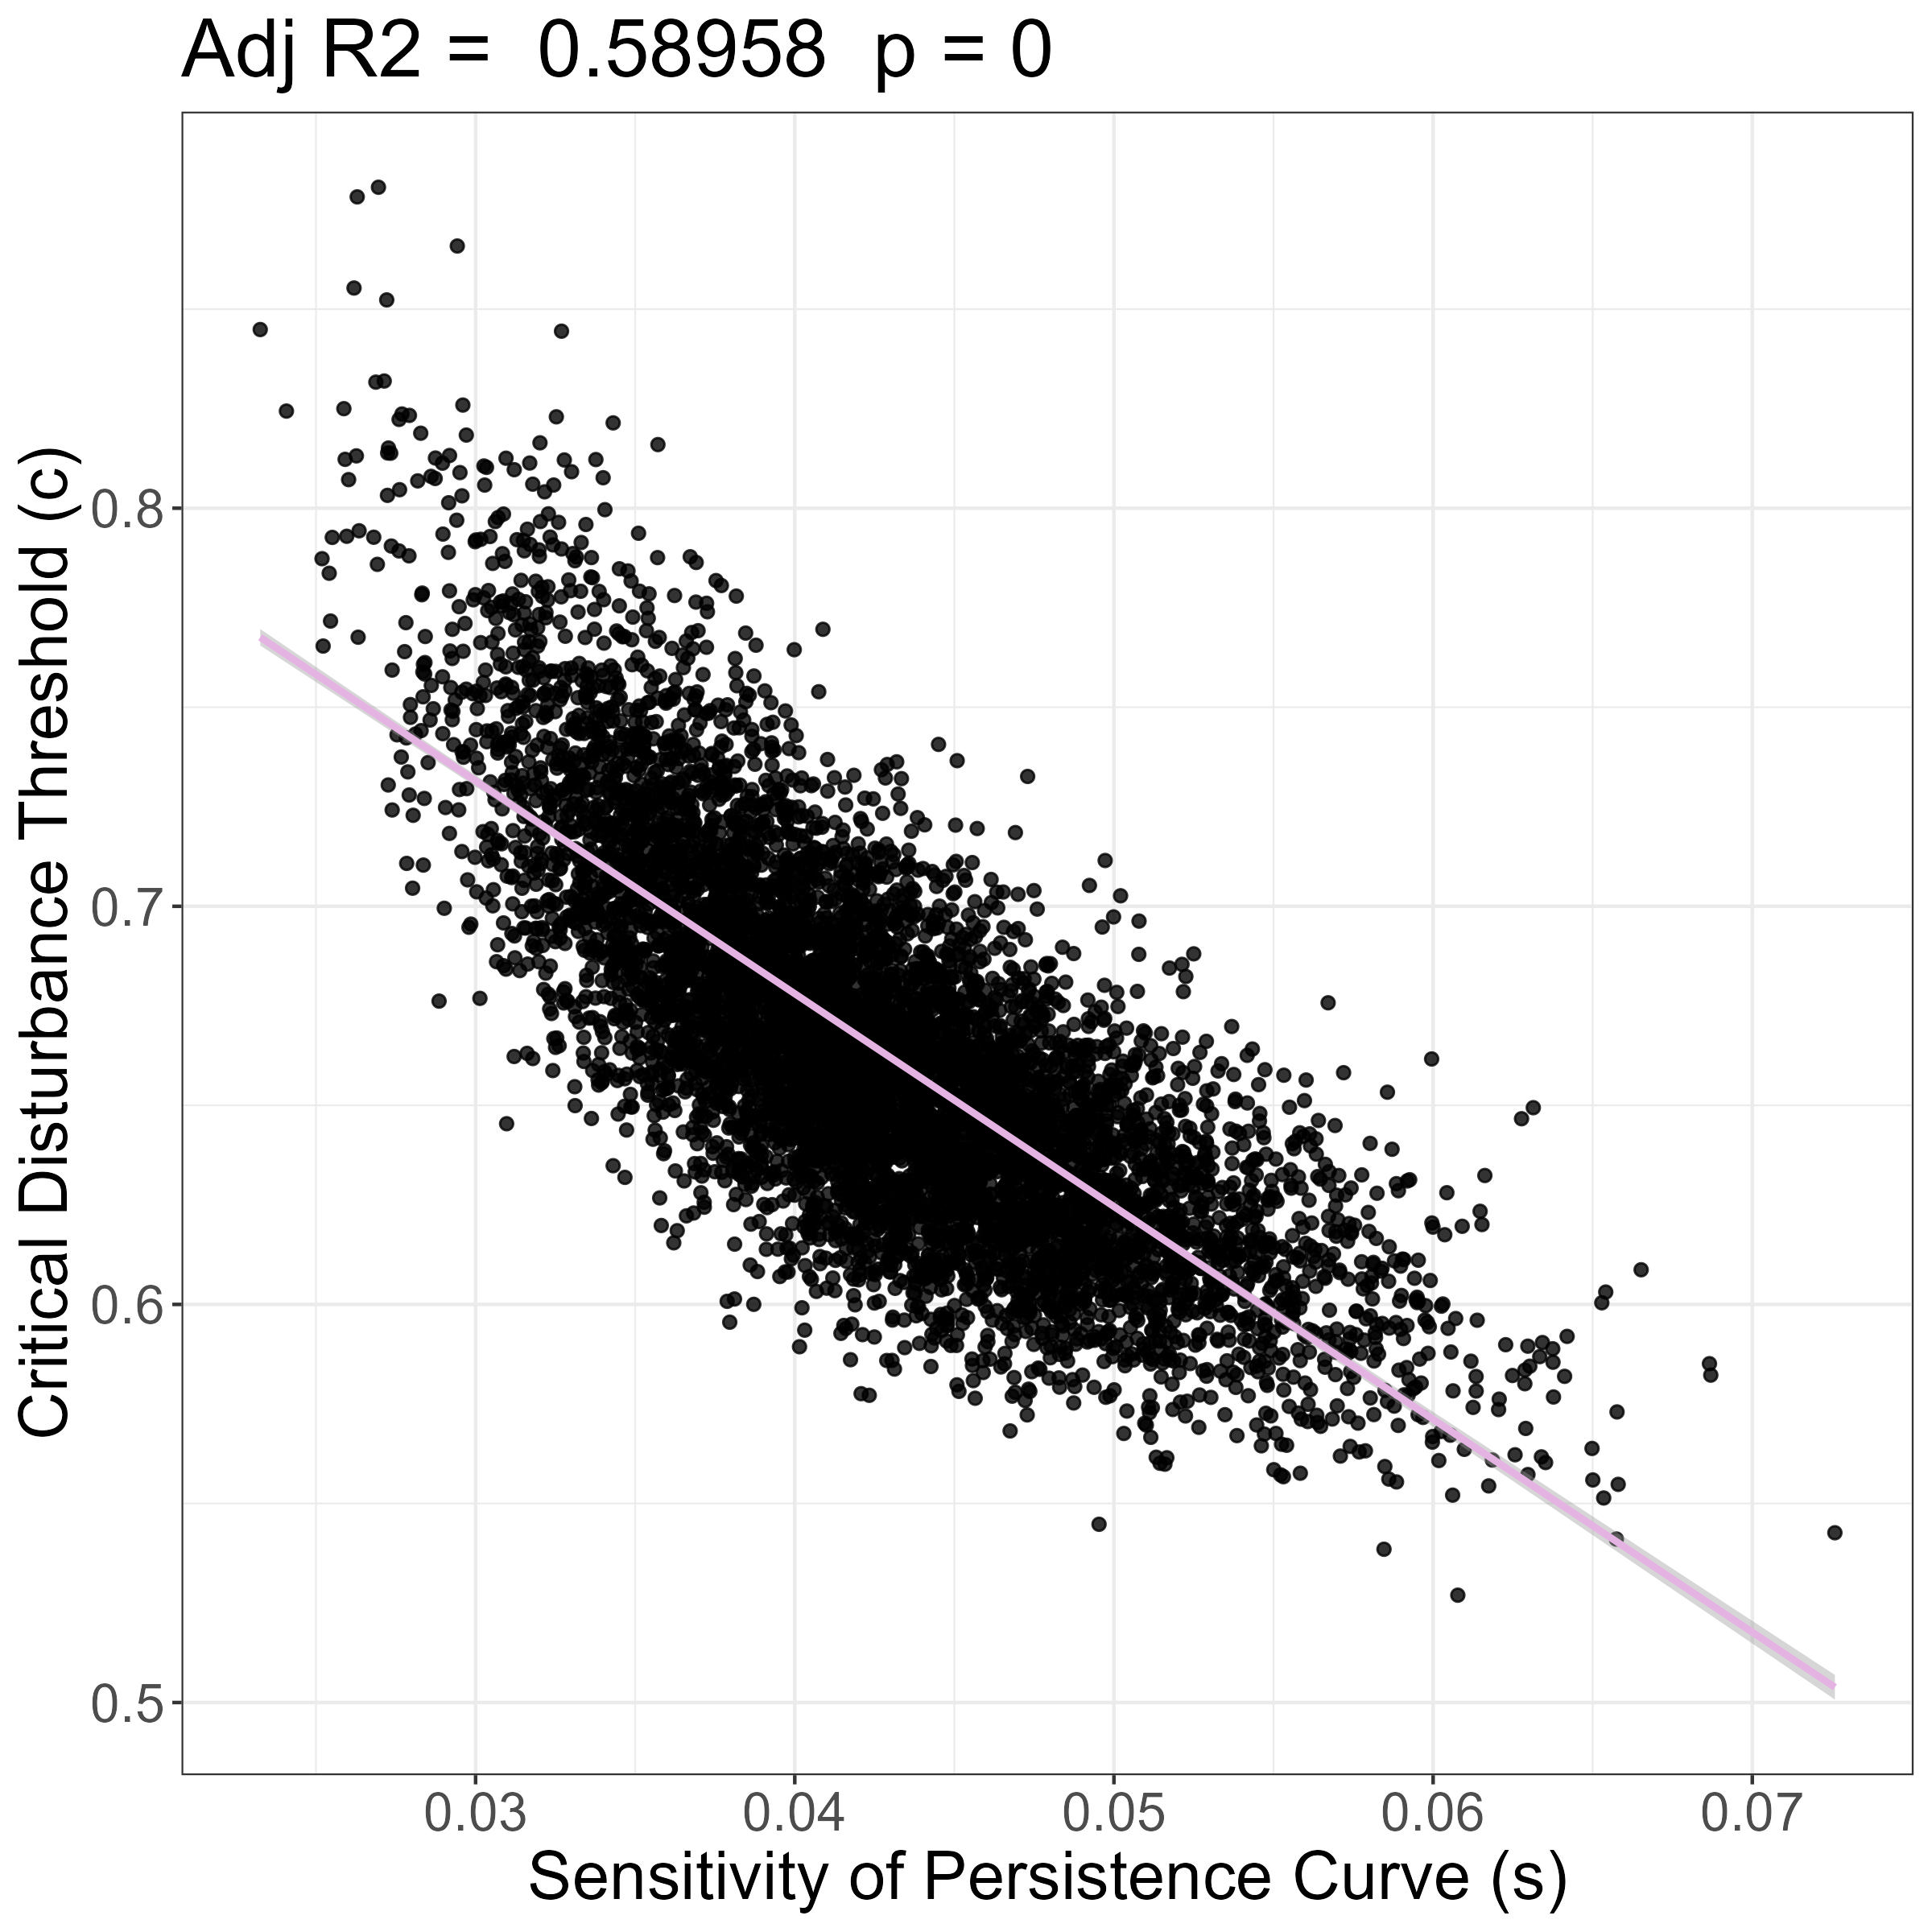 Adj R2 =  0.58958  p = 0
Critical Disturbance Threshold (c)
0.8
0.7
0.6
0.5
0.03 0.04 0.05 0.06 0.07
Sensitivity of Persistence Curve (s)